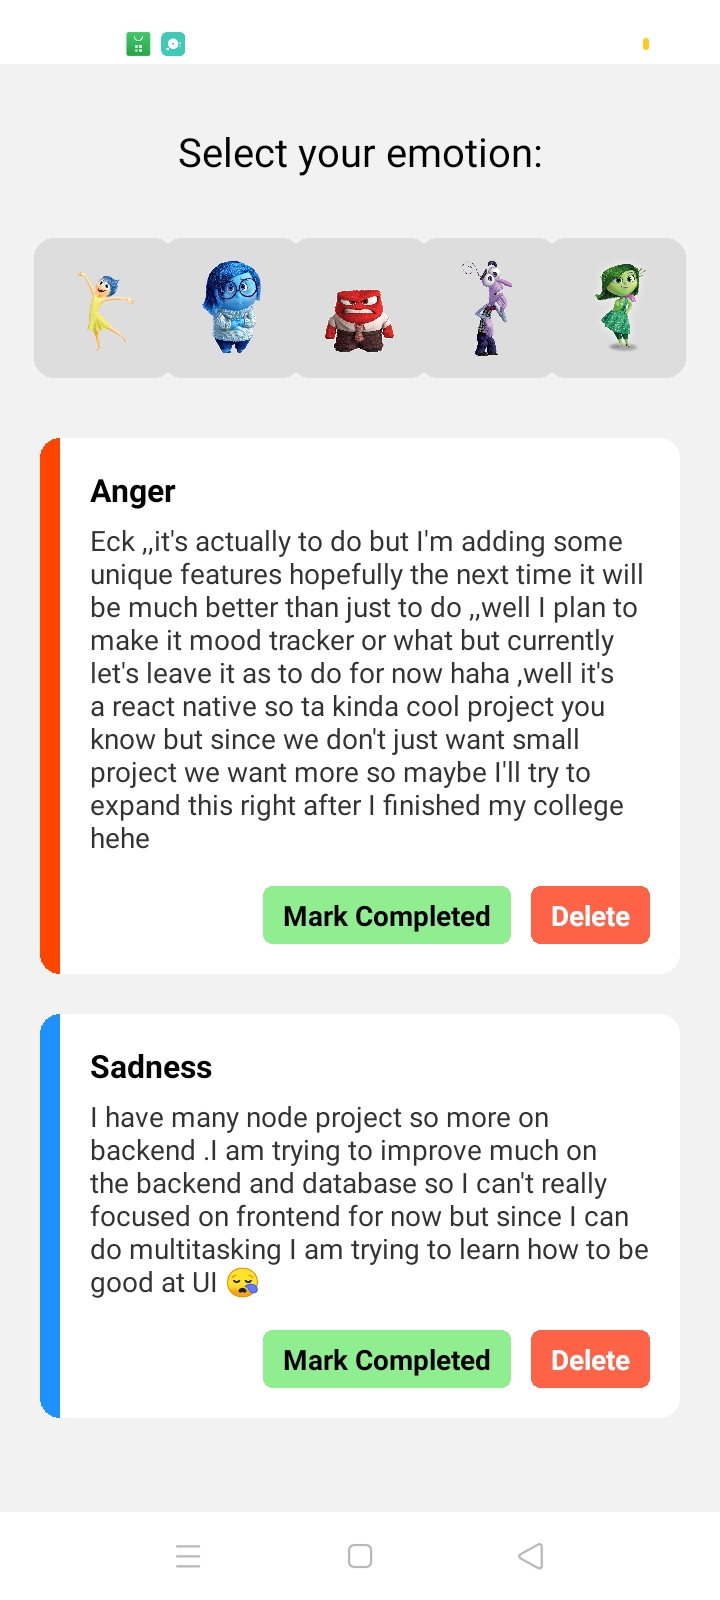 Select your emotion:
Anger
Eck ,,it's actually to do but I'm adding some
unique features hopefully the next time it will
be much better than just to do ,,well I plan to
make it mood tracker or what but currently
let's leave it as to do for now haha ,well it's
a react native so ta kinda cool project you
know but since we don't just want small
project we want more so maybe I'll try to
expand this right after I finished my college
hehe
Mark Completed Delete
Sadness
I have many node project so more on
backend .I am trying to improve much on
the backend and database so I can't really
focused on frontend for now but since I can
do multitasking I am trying to learn how to be
good at UI 😪
Mark Completed Delete